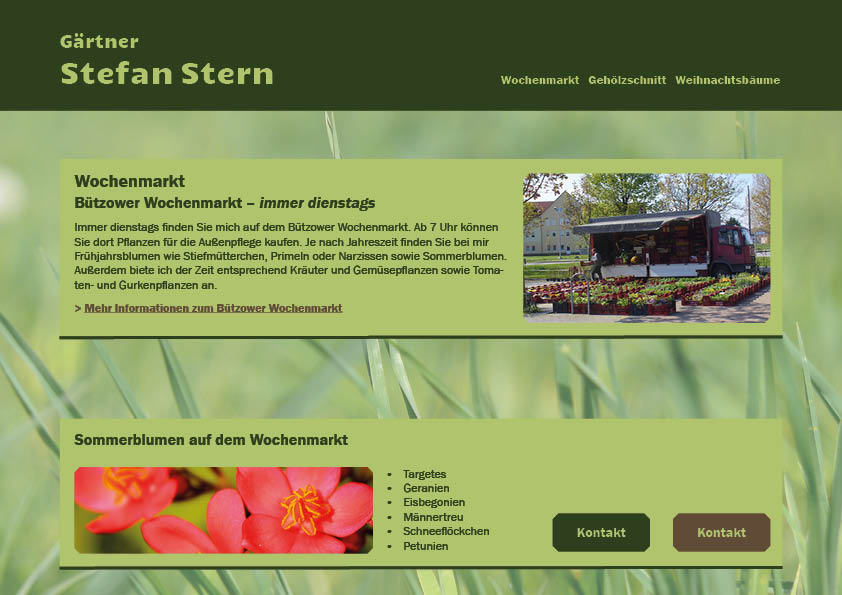 Gärtner
Stefan Stern
Wochenmarkt Gehölzschnitt Weihnachtsbäume
Wochenmarkt
Bützower Wochenmarkt – immer dienstags
Immer dienstags finden Sie mich auf dem Bützower Wochenmarkt. Ab 7 Uhr können
Sie dort Pflanzen für die Außenpflege kaufen. Je nach Jahreszeit finden Sie bei mir
Frühjahrsblumen wie Stiefmütterchen, Primeln oder Narzissen sowie Sommerblumen.
Außerdem biete ich der Zeit entsprechend Kräuter und Gemüsepflanzen sowie Toma-
ten- und Gurkenpflanzen an.
> Mehr Informationen zum Bützower Wochenmarkt
Sommerblumen auf dem Wochenmarkt
• Targetes
• Geranien
• Eisbegonien
• Männertreu
• Schneeflöckchen
• Petunien
Kontakt
Kontakt